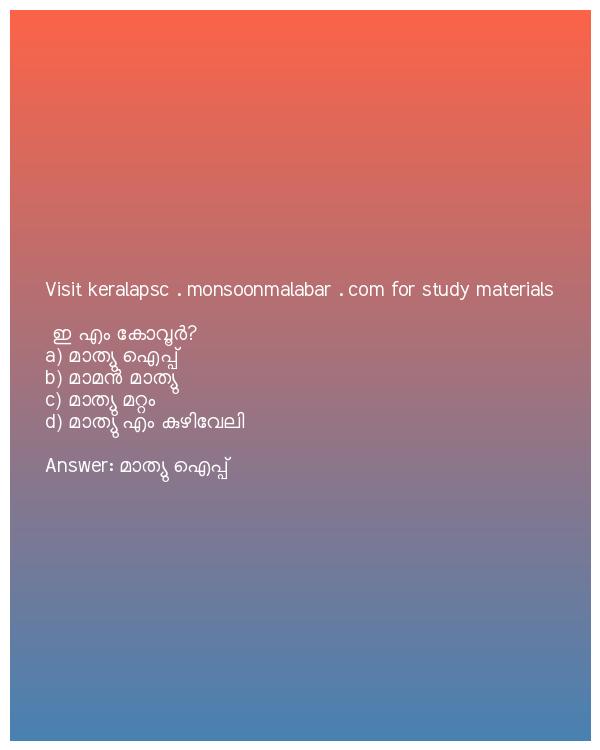 Visit keralapsc . monsoonmalabar . com for study materials
ഇ എം കോവൂർ?
a) മാത്യു ഐപ്പ്
b) മാമൻ മാത്യു
c) മാത്യു മറ്റം
d) മാത്യു എം കുഴിവേലി
Answer: മാത്യു ഐപ്പ്